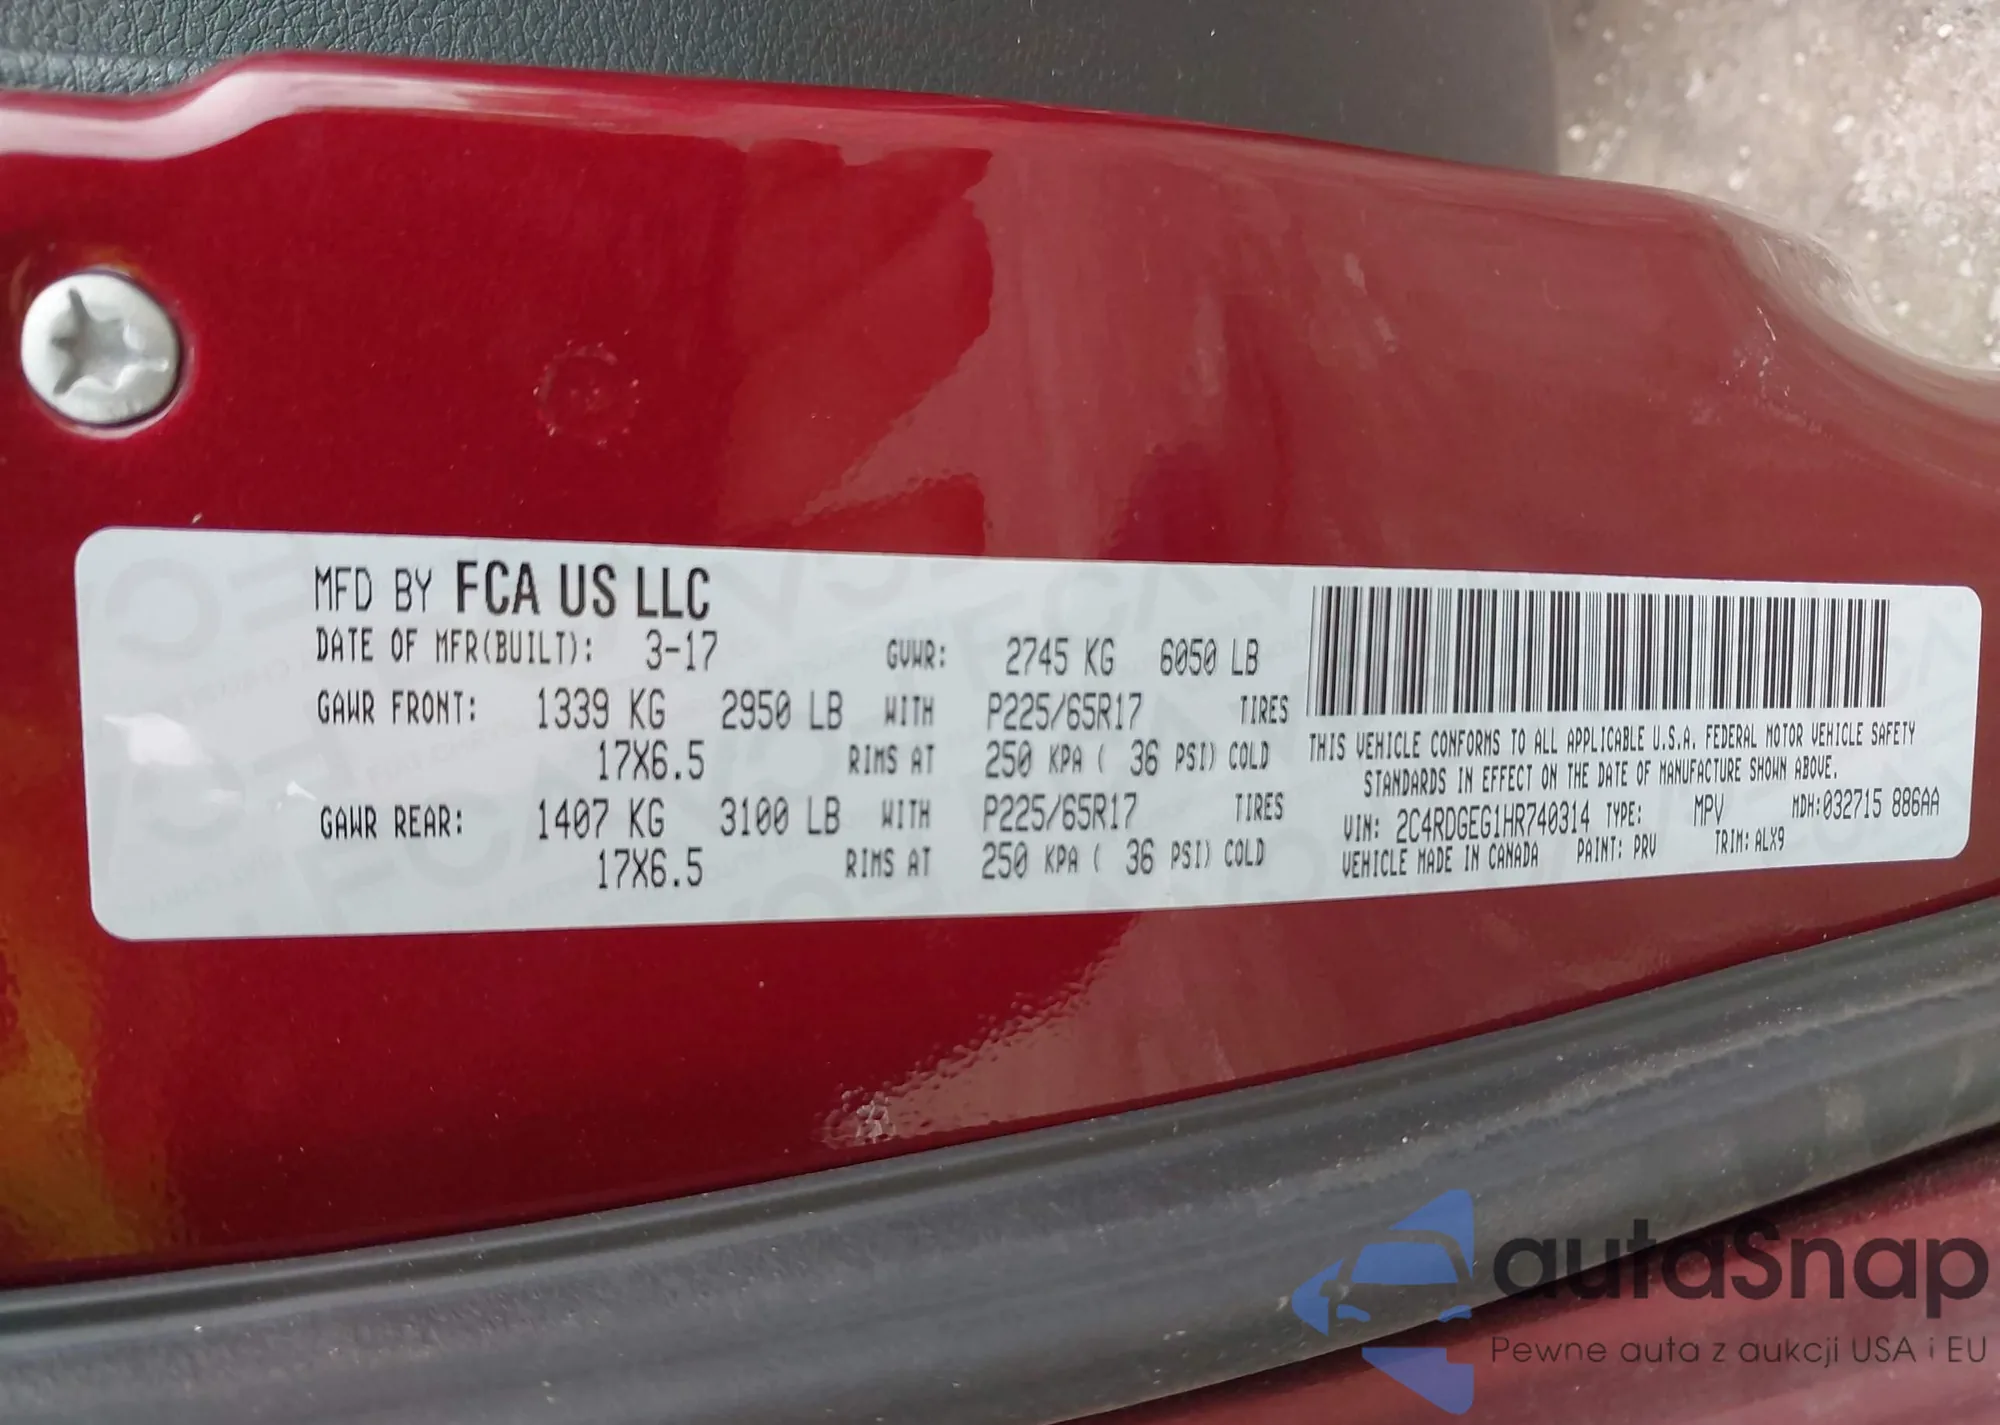 MFD BY FCA US LLC
DATE OF MFR(BUILT): 3-17 GVWR: 2745 KG 6050 LB
GAWR FRONT: 1339 KG 2950 LB WITH P225/65R17 TIRES
17X6.5 RIMS AT 250 KPA ( 36 PSI) COLD
GAWR REAR: 1407 KG 3100 LB WITH P225/65R17 TIRES
17X6.5 RIMS AT 250 KPA ( 36 PSI) COLD
THIS VEHICLE CONFORMS TO ALL APPLICABLE U.S.A. FEDERAL MOTOR VEHICLE SAFETY
STANDARDS IN EFFECT ON THE DATE OF MANUFACTURE SHOWN ABOVE.
VIN: 2C4RDGEG1HR740314 TYPE: MPV MDH:032715 886AA
VEHICLE MADE IN CANADA PAINT: PRV TRIM: ALX9
autaSnap
Pewne auta z aukcji USA i EU